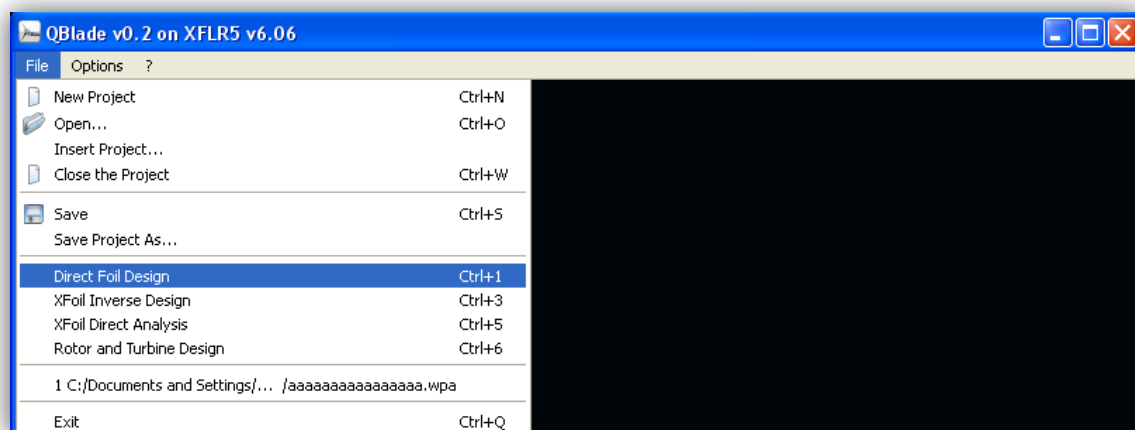 QBlade v0.2 on XFLR5 v6.06
File Options ?
New Project Ctrl+N
Open... Ctrl+O
Insert Project...
Close the Project Ctrl+W
Save Ctrl+S
Save Project As...
Direct Foil Design Ctrl+1
XFoil Inverse Design Ctrl+3
XFoil Direct Analysis Ctrl+5
Rotor and Turbine Design Ctrl+6
1 C:/Documents and Settings/... /aaaaaaaaaaaaaaaa.wpa
Exit Ctrl+Q